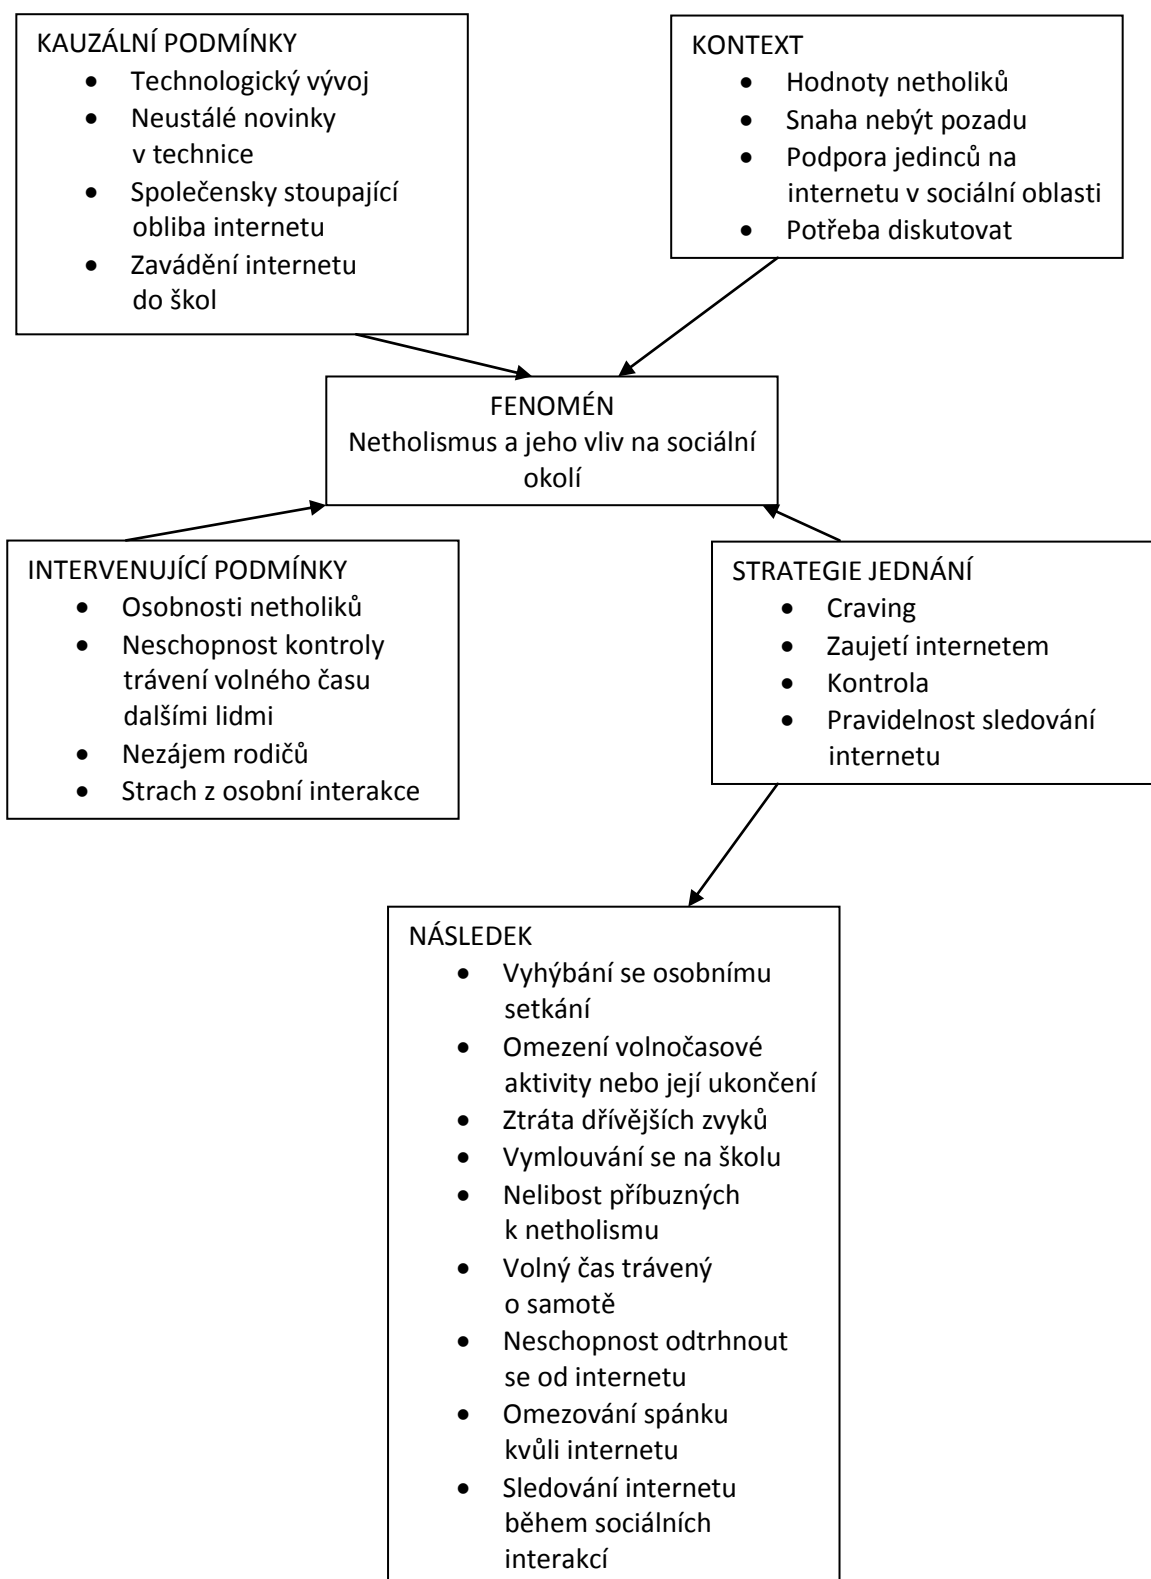 KAUZÁLNÍ PODMÍNKY
• Technologický vývoj
• Neustálé novinky
v technice
• Společensky stoupající
obliba internetu
• Zavádění internetu
do škol
KONTEXT
• Hodnoty netholiků
• Snaha nebýt pozadu
• Podpora jedinců na
internetu v sociální oblasti
• Potřeba diskutovat
FENOMÉN
Netholismus a jeho vliv na sociální
okolí
INTERVENUJÍCÍ PODMÍNKY
• Osobnosti netholiků
• Neschopnost kontroly
trávení volného času
dalšími lidmi
• Nezájem rodičů
• Strach z osobní interakce
STRATEGIE JEDNÁNÍ
• Craving
• Zaujetí internetem
• Kontrola
• Pravidelnost sledování
internetu
NÁSLEDEK
• Vyhýbání se osobnímu
setkání
• Omezení volnočasové
aktivity nebo její ukončení
• Ztráta dřívějších zvyků
• Vymlouvání se na školu
• Nelibost příbuzných
k netholismu
• Volný čas trávený
o samotě
• Neschopnost odtrhnout
se od internetu
• Omezování spánku
kvůli internetu
• Sledování internetu
během sociálních
interakcí